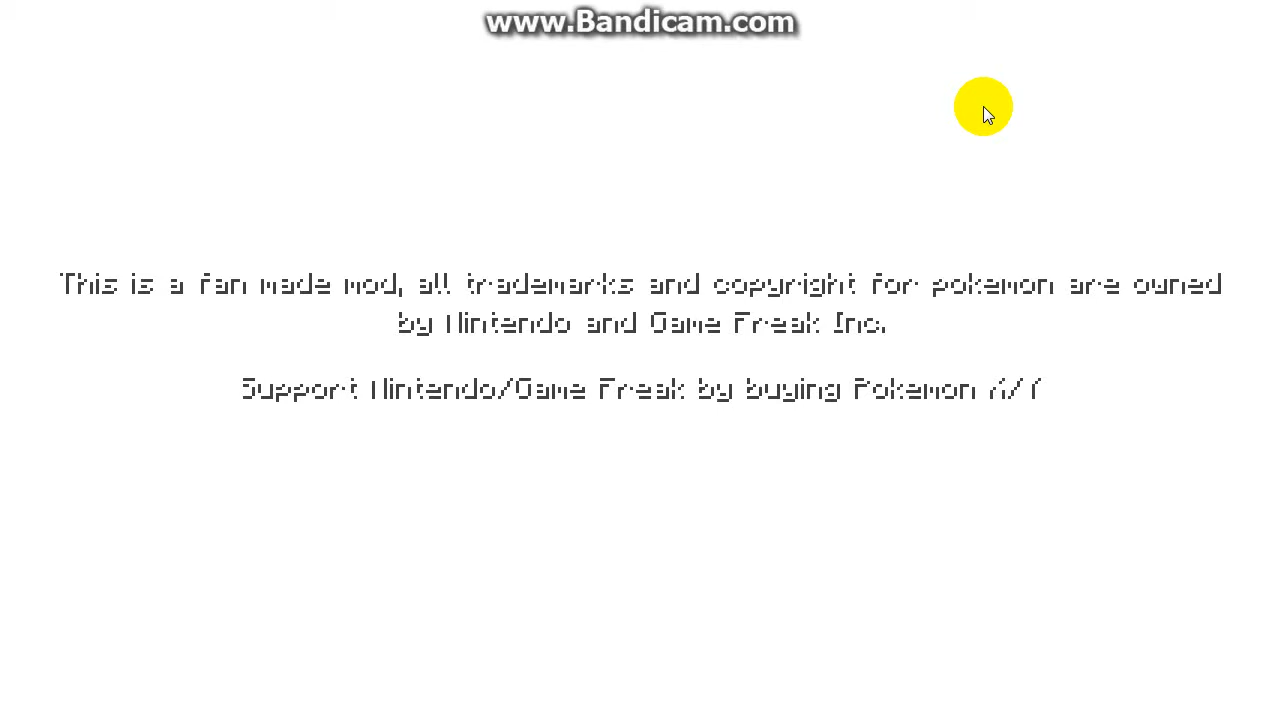 www.Bandicam.com
This is a fan made mod, all trademarks and copyright for pokemon are owned
by Nintendo and Game Freak Inc.
Support Nintendo/Game Freak by buying Pokemon X/Y